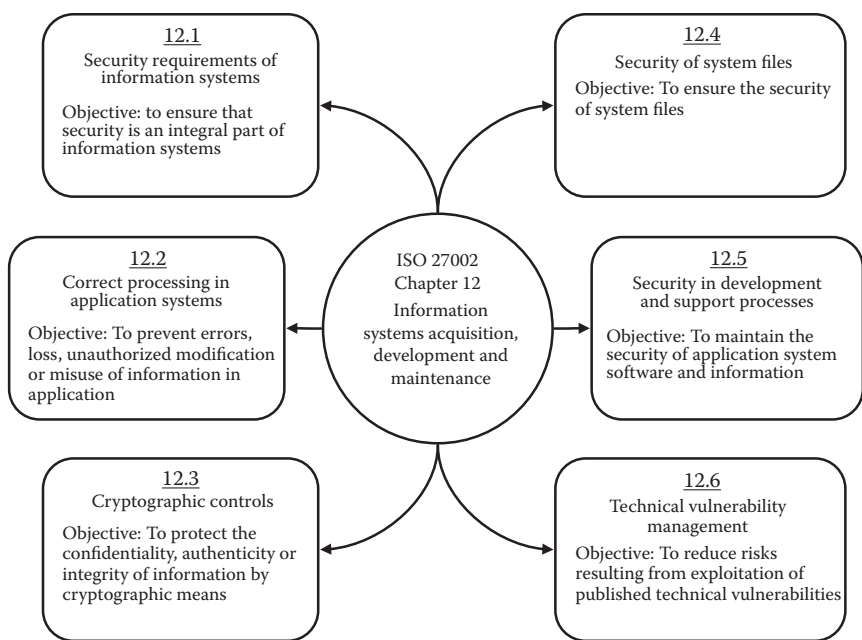 12.1
Security requirements of
information systems
Objective: to ensure that
security is an integral part of
information systems
12.4
Security of system files
Objective: To ensure the security
of system files
12.2
Correct processing in
application systems
Objective: To prevent errors,
loss, unauthorized modification
or misuse of information in
application
ISO 27002
Chapter 12
Information
systems acquisition,
development and
maintenance
12.5
Security in development
and support processes
Objective: To maintain the
security of application system
software and information
12.3
Cryptographic controls
Objective: To protect the
confidentiality, authenticity or
integrity of information by
cryptographic means
12.6
Technical vulnerability
management
Objective: To reduce risks
resulting from exploitation of
published technical vulnerabilities